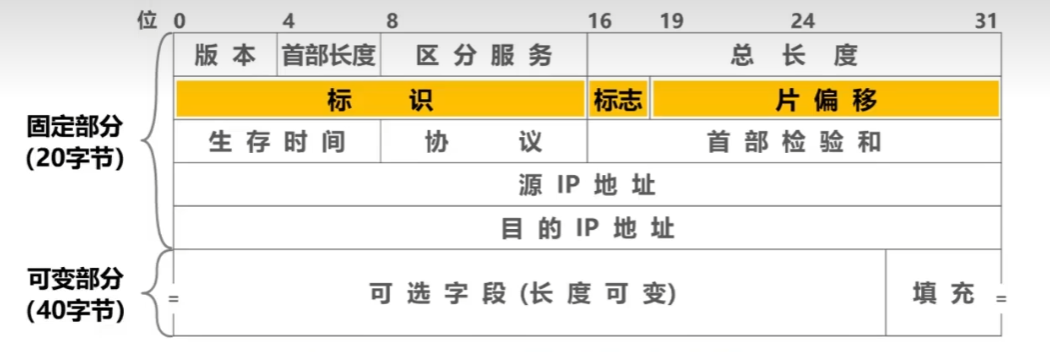 位 0 4 8 16 19 24 31
版 本 首部长度 区 分 服 务 总 长 度
标 识 标志 片 偏 移
固定部分
(20字节)
生 存 时 间 协 议 首 部 检 验 和
源 IP 地 址
目 的 IP 地 址
可变部分
(40字节)
可 选 字 段 (长 度 可 变) 填 充